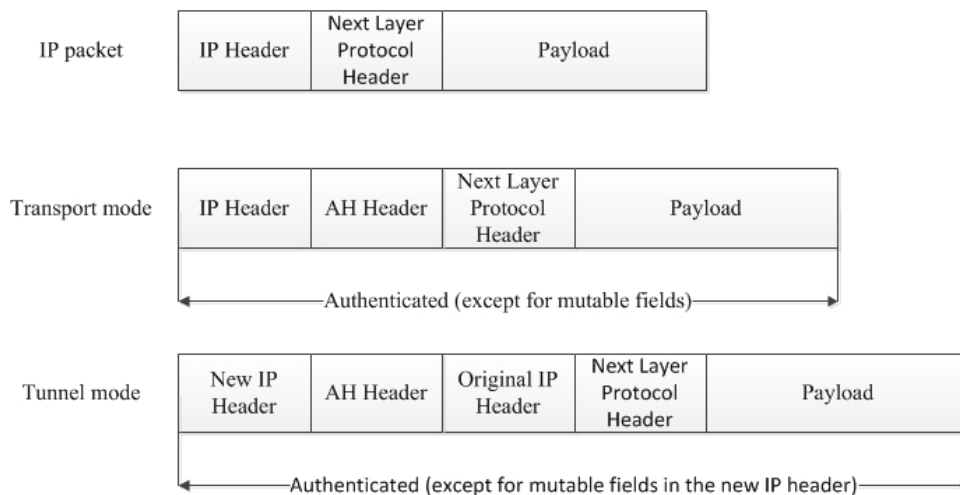 IP packet
IP Header
Next Layer
Protocol
Header
Payload
Transport mode
IP Header
AH Header
Next Layer
Protocol
Header
Payload
Authenticated (except for mutable fields)
Tunnel mode
New IP
Header
AH Header
Original IP
Header
Next Layer
Protocol
Header
Payload
Authenticated (except for mutable fields in the new IP header)